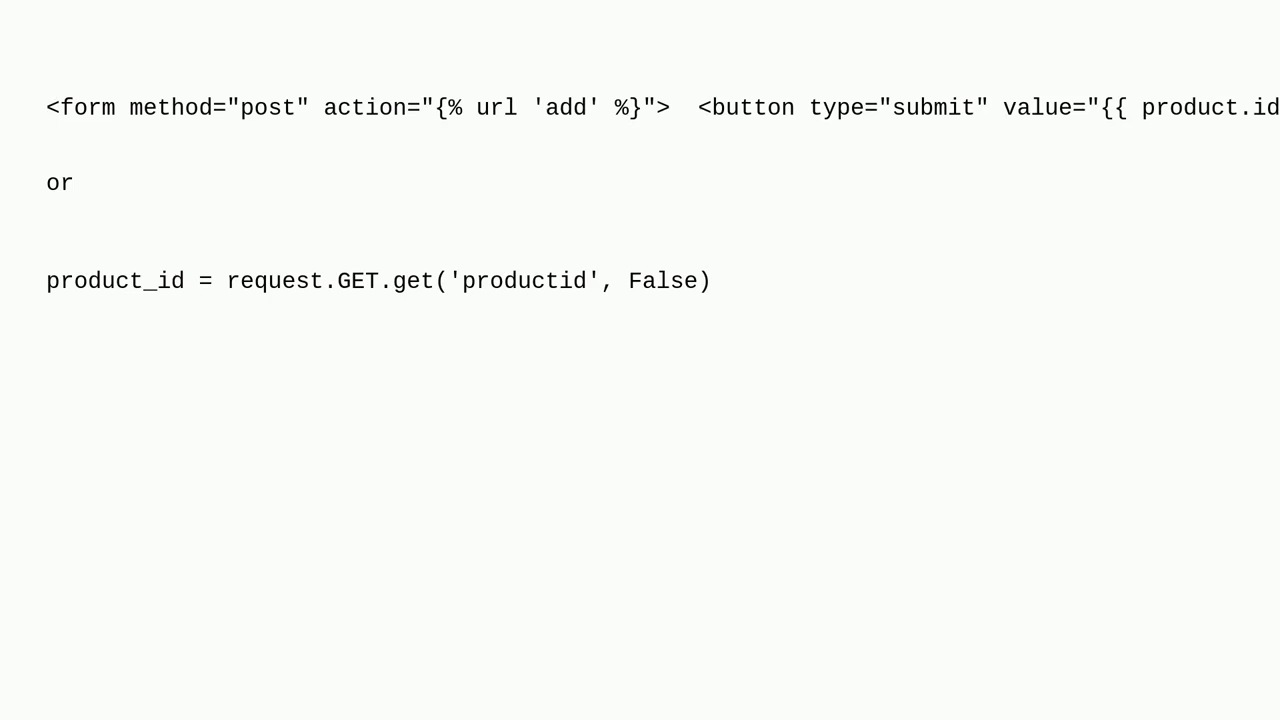 <form method="post" action="{% url 'add' %}">  <button type="submit" value="{{ product.id
or
product_id = request.GET.get('productid', False)